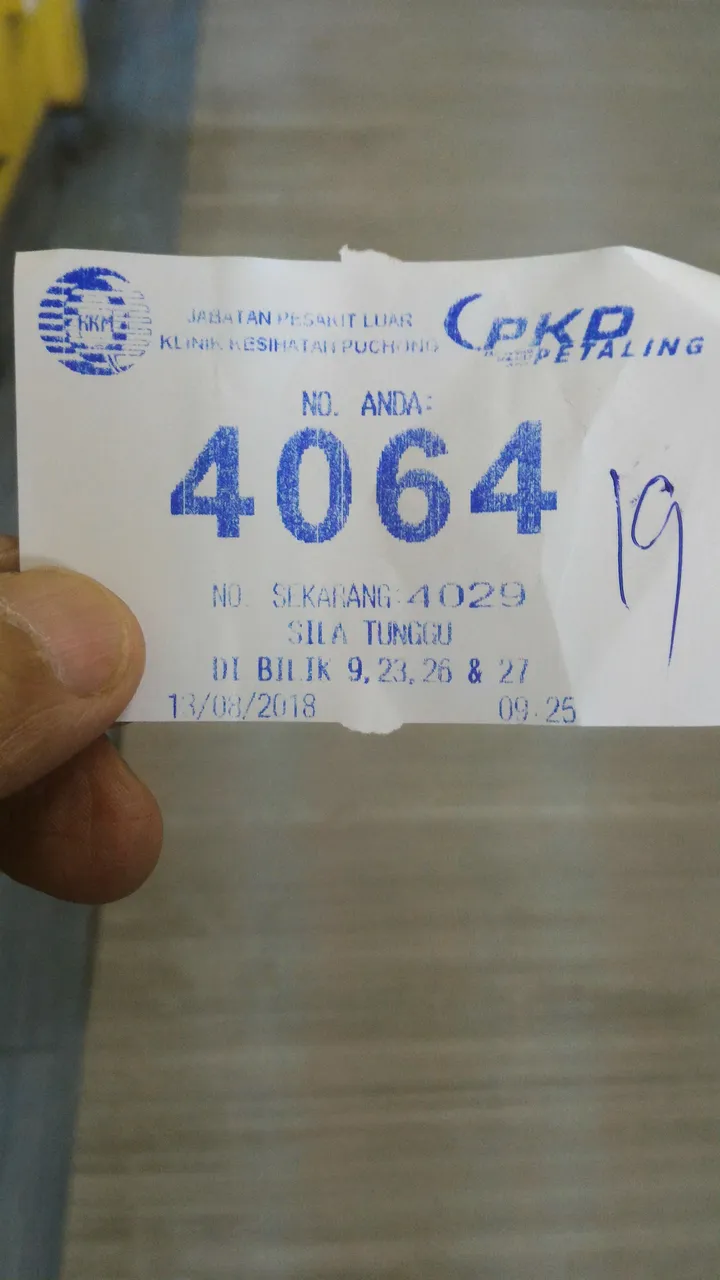 KKM
JABATAN PESAKIT LUAR
KLINIK KESIHATAN PUCHONG
PKD
PETALING
NO. ANDA:
4064
19
NO. SEKARANG:4029
SILA TUNGGU
DI BILIK 9,23,26 & 27
13/08/2018 09:25